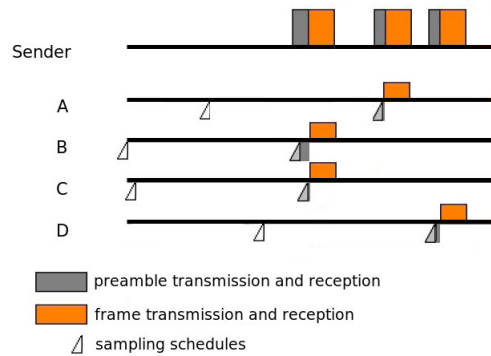 Sender
A
B
C
D
preamble transmission and reception
frame transmission and reception
sampling schedules